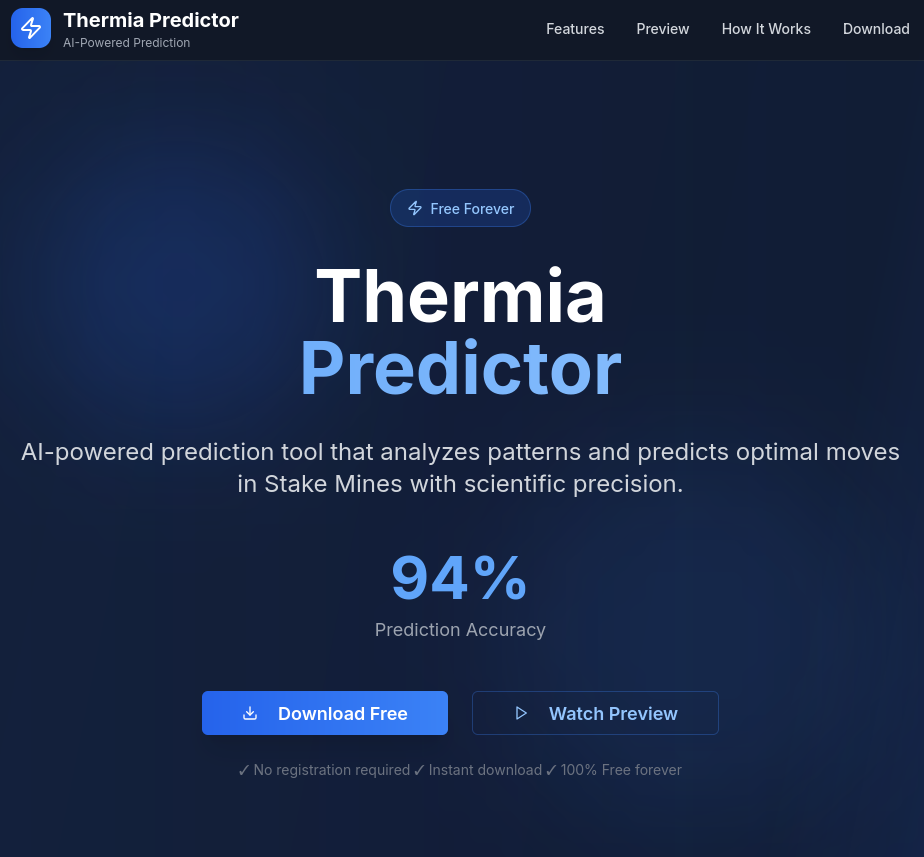 Thermia Predictor
AI-Powered Prediction
Features
Preview
How It Works
Download
Free Forever
Thermia
Predictor
AI-powered prediction tool that analyzes patterns and predicts optimal moves
in Stake Mines with scientific precision.
94%
Prediction Accuracy
Download Free
Watch Preview
✓ No registration required ✓ Instant download ✓ 100% Free forever